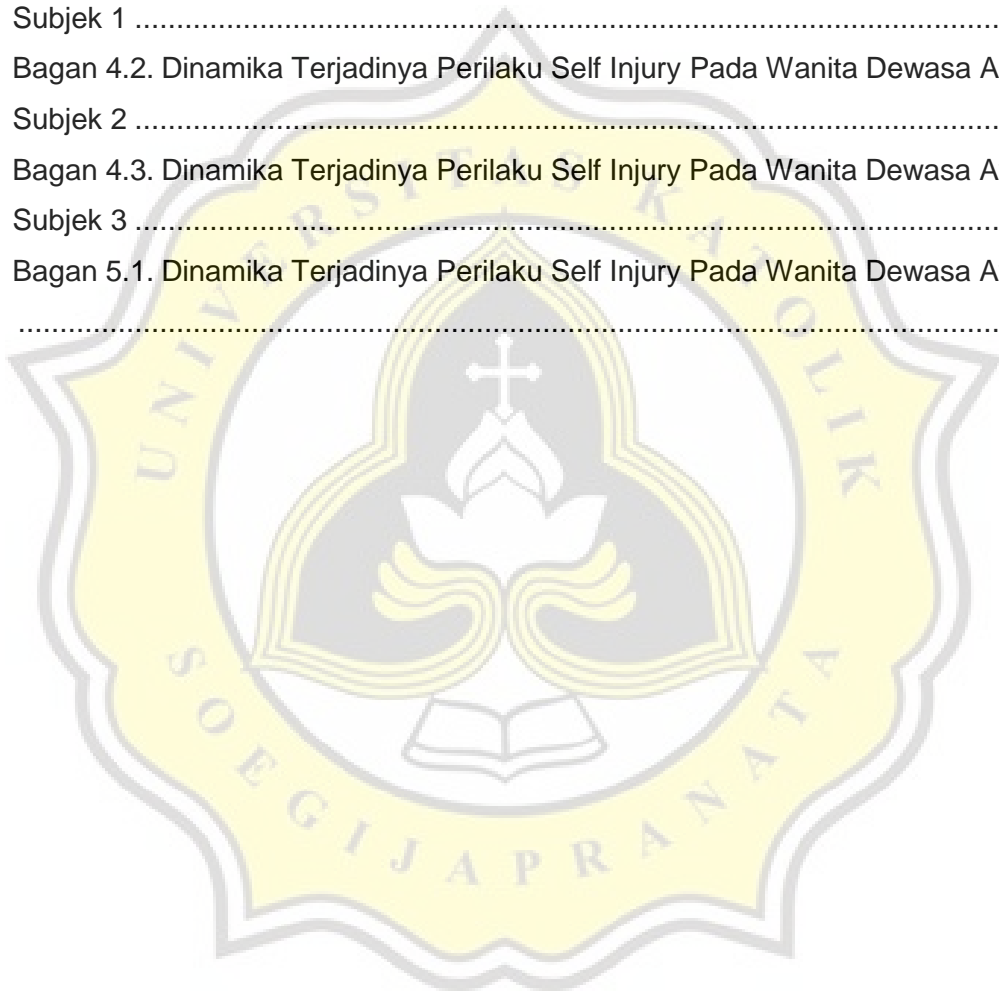 Subjek 1 ..........................................................................................................
Bagan 4.2. Dinamika Terjadinya Perilaku Self Injury Pada Wanita Dewasa A
Subjek 2 ..........................................................................................................
Bagan 4.3. Dinamika Terjadinya Perilaku Self Injury Pada Wanita Dewasa A
Subjek 3 ..........................................................................................................
Bagan 5.1. Dinamika Terjadinya Perilaku Self Injury Pada Wanita Dewasa A
........................................................................................................................
UNIVERSITAS KATOLIK
SOEGIJAPRANATA